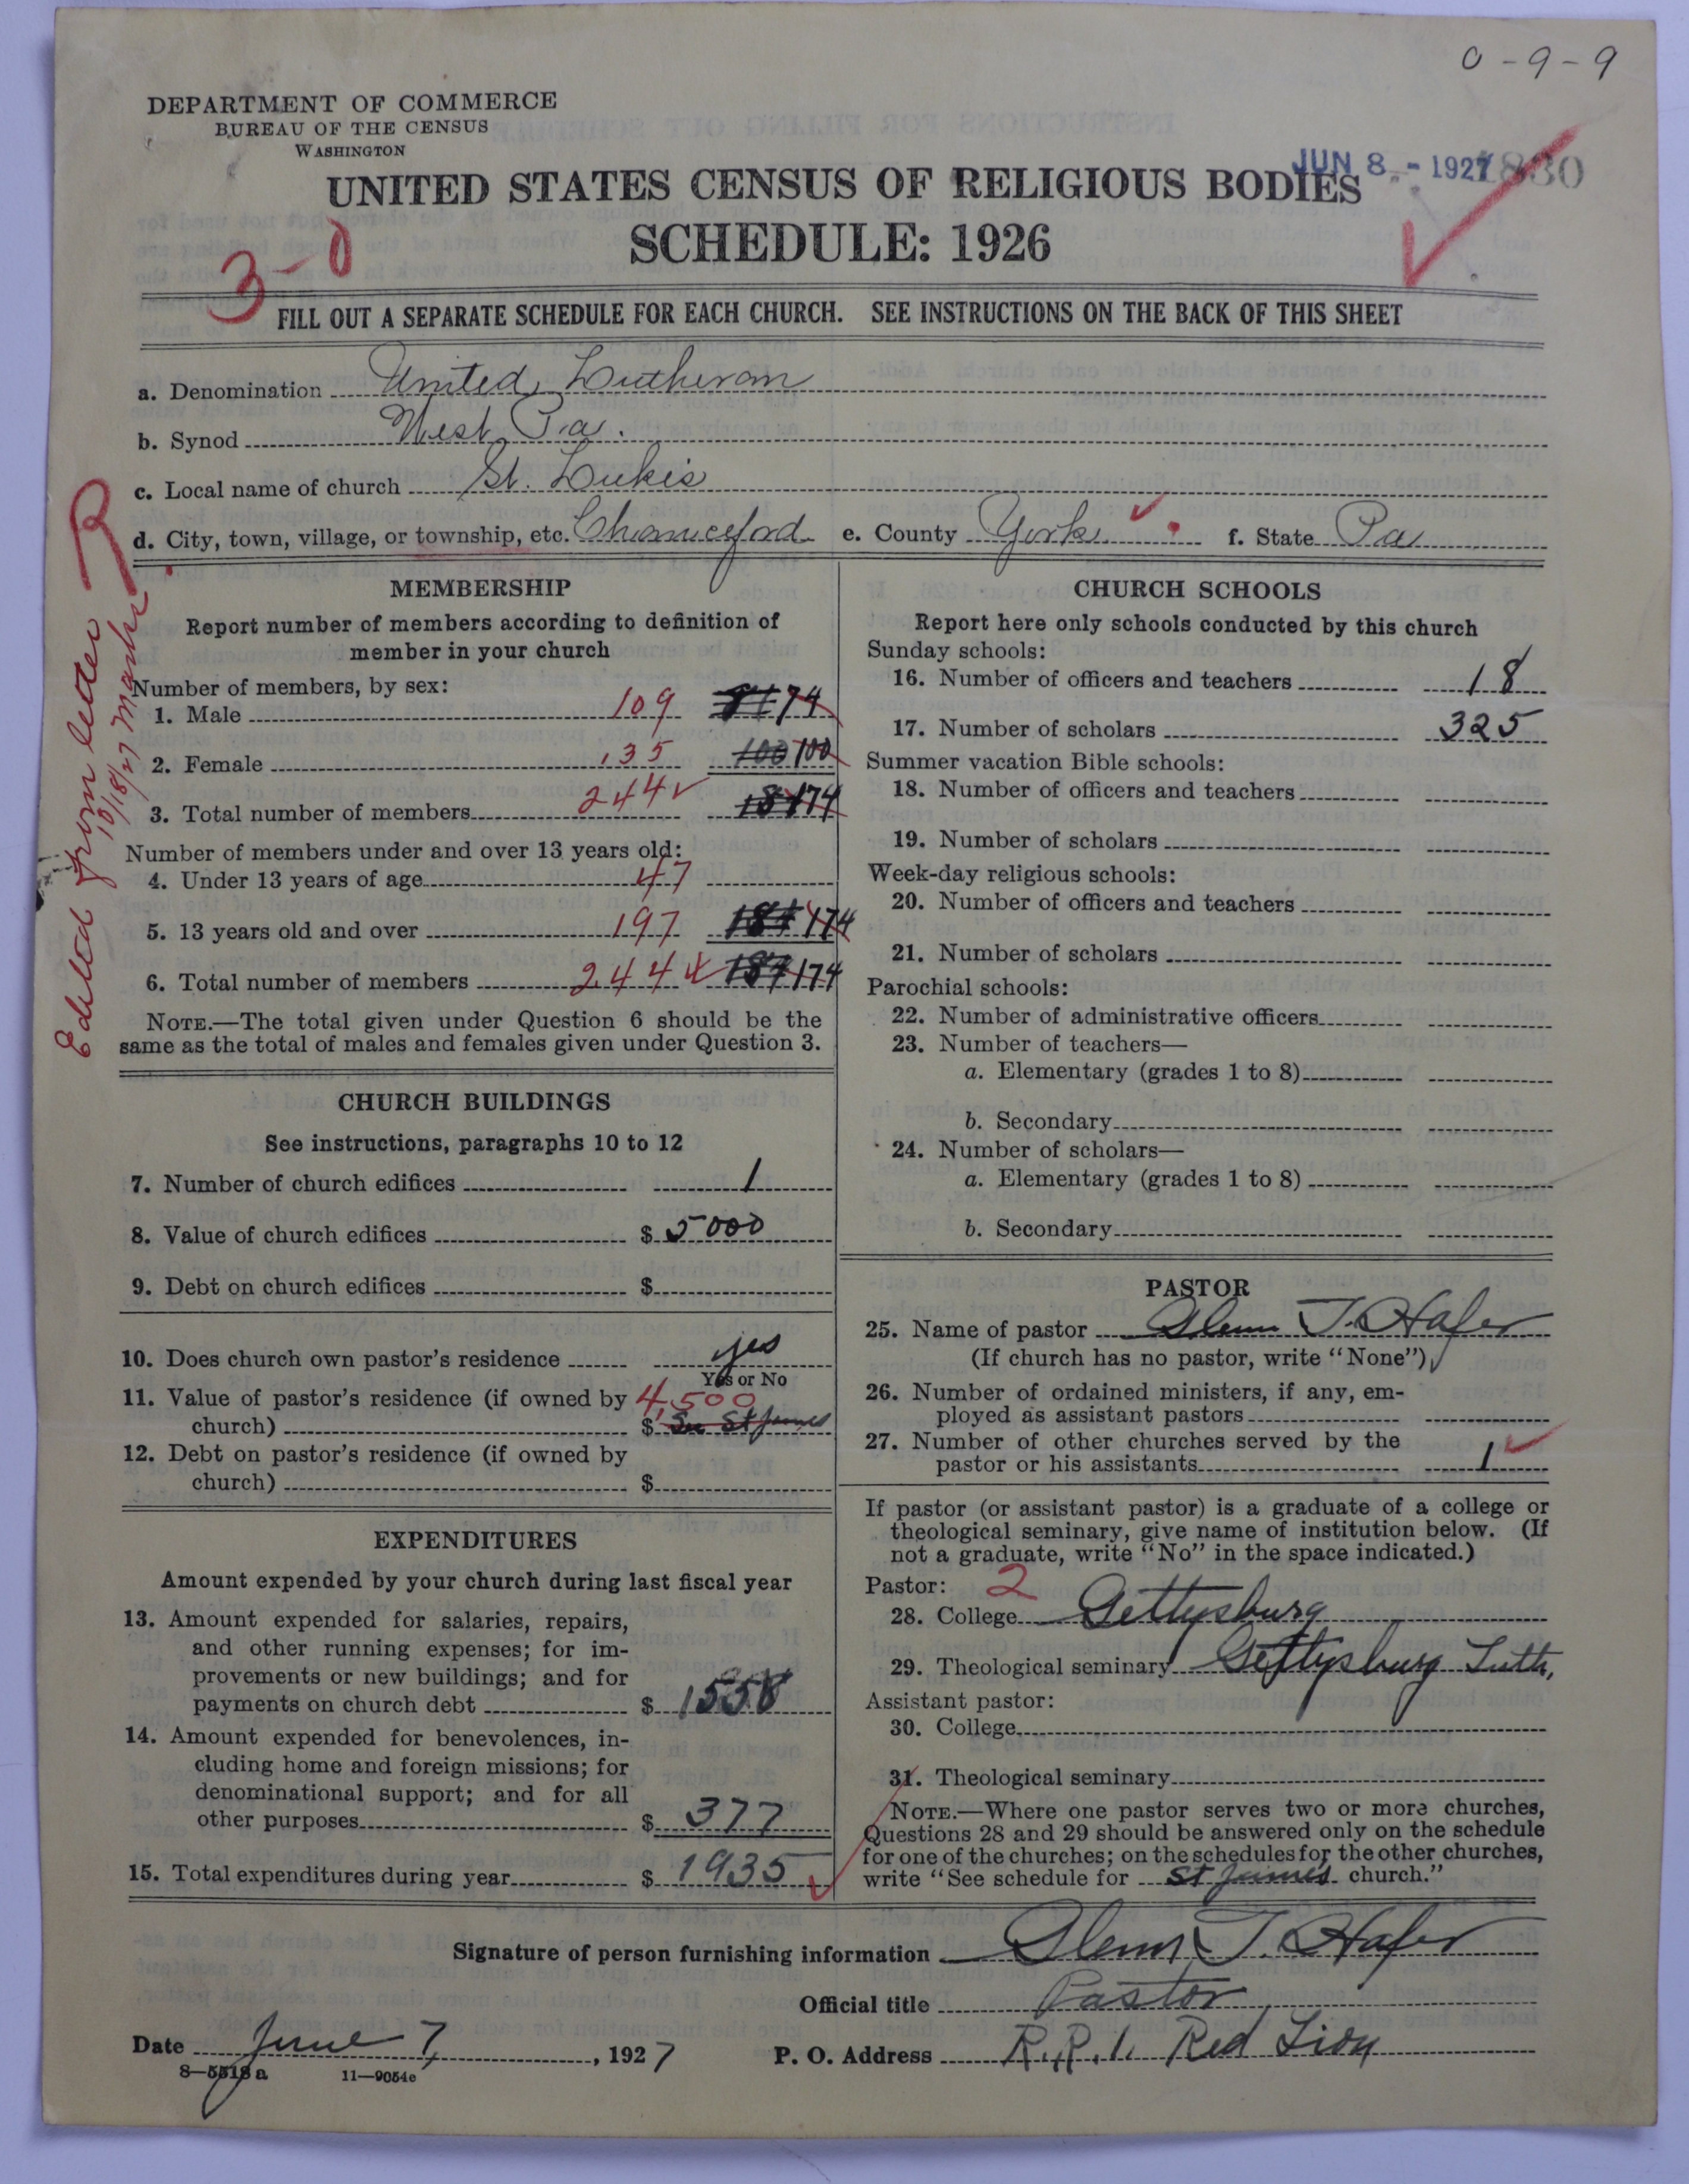 0-9-9
DEPARTMENT OF COMMERCE
BUREAU OF THE CENSUS
WASHINGTON
JUN 8 - 1927
UNITED STATES CENSUS OF RELIGIOUS BODIES
SCHEDULE: 1926
3-0
FILL OUT A SEPARATE SCHEDULE FOR EACH CHURCH. SEE INSTRUCTIONS ON THE BACK OF THIS SHEET
a. Denomination United Lutheran
b. Synod West Pa.
c. Local name of church St. Luke's
d. City, town, village, or township, etc. Chanceford e. County York f. State Pa
Edited from letter
10/18/27
MEMBERSHIP
Report number of members according to definition of
member in your church
Number of members, by sex:
1. Male 109 74
2. Female 135 100
3. Total number of members 244 174
Number of members under and over 13 years old:
4. Under 13 years of age 47
5. 13 years old and over 197 174
6. Total number of members 244 187 174
NOTE.—The total given under Question 6 should be the
same as the total of males and females given under Question 3.
CHURCH BUILDINGS
See instructions, paragraphs 10 to 12
7. Number of church edifices 1
8. Value of church edifices $ 5000
9. Debt on church edifices $
10. Does church own pastor's residence yes
Yes or No
11. Value of pastor's residence (if owned by 4,500
church) $ See St James
12. Debt on pastor's residence (if owned by
church) $
EXPENDITURES
Amount expended by your church during last fiscal year
13. Amount expended for salaries, repairs,
and other running expenses; for im-
provements or new buildings; and for
payments on church debt $ 1558
14. Amount expended for benevolences, in-
cluding home and foreign missions; for
denominational support; and for all
other purposes $ 377
15. Total expenditures during year $ 1935
CHURCH SCHOOLS
Report here only schools conducted by this church
Sunday schools:
16. Number of officers and teachers 18
17. Number of scholars 325
Summer vacation Bible schools:
18. Number of officers and teachers
19. Number of scholars
Week-day religious schools:
20. Number of officers and teachers
21. Number of scholars
Parochial schools:
22. Number of administrative officers
23. Number of teachers—
a. Elementary (grades 1 to 8)
b. Secondary
24. Number of scholars—
a. Elementary (grades 1 to 8)
b. Secondary
PASTOR
25. Name of pastor Glenn T. Hafer
(If church has no pastor, write "None")
26. Number of ordained ministers, if any, em-
ployed as assistant pastors
27. Number of other churches served by the
pastor or his assistants 1
If pastor (or assistant pastor) is a graduate of a college or
theological seminary, give name of institution below. (If
not a graduate, write "No" in the space indicated.)
Pastor: 2
28. College Gettysburg
29. Theological seminary Gettysburg Luth.
Assistant pastor:
30. College
31. Theological seminary
NOTE.—Where one pastor serves two or more churches,
Questions 28 and 29 should be answered only on the schedule
for one of the churches; on the schedules for the other churches,
write "See schedule for St James church."
Signature of person furnishing information Glenn T. Hafer
Official title Pastor
Date June 7, 1927 P. O. Address R.R.1. Red Lion
8—5518 a 11—9054e